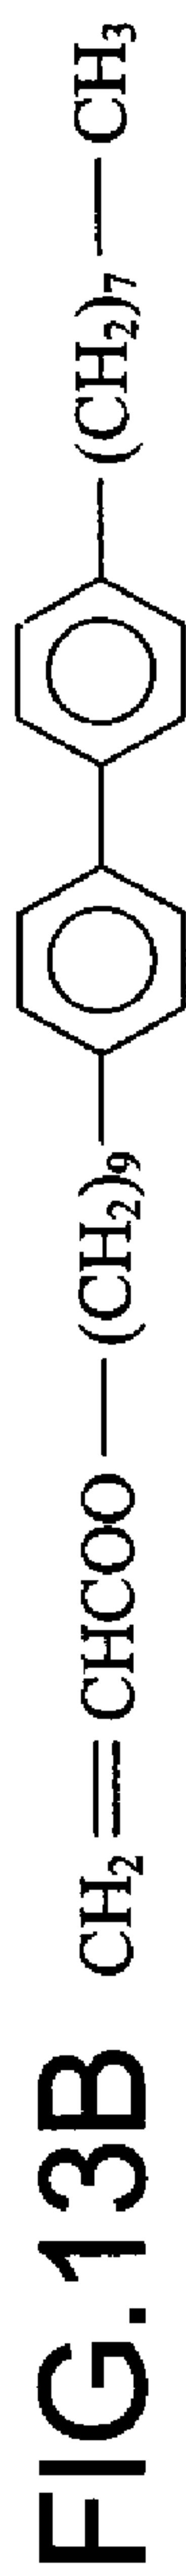 FIG.13B CH2 = CHCOO — (CH2)9 — (CH2)7 — CH3